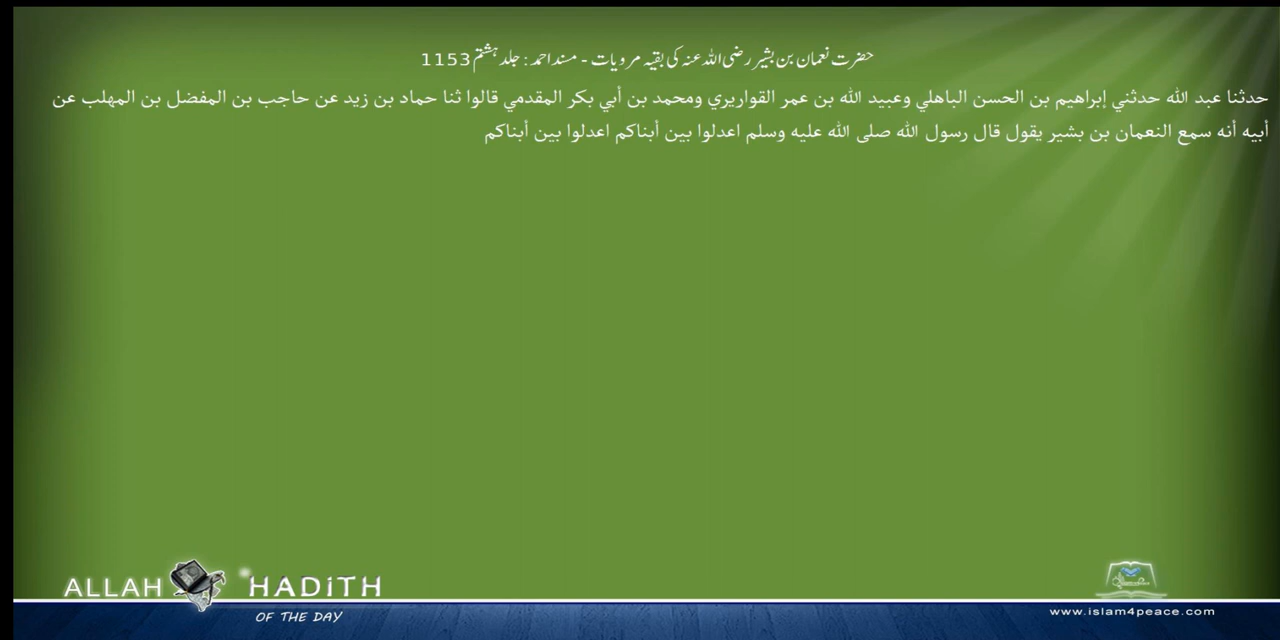 حضرت نعمان بن بشیر رضی اللہ عنہ کی بقیہ مرویات - مسند احمد : جلد ہشتم 1153
حدثنا عبد الله حدثني إبراهيم بن الحسن الباهلي وعبيد الله بن عمر القواريري ومحمد بن أبي بكر المقدمي قالوا ثنا حماد بن زيد عن حاجب بن المفضل بن المهلب عن
أبيه أنه سمع النعمان بن بشير يقول قال رسول الله صلى الله عليه وسلم اعدلوا بين أبناكم اعدلوا بين أبناكم
ALLAH HADITH
OF THE DAY
www.islam4peace.com